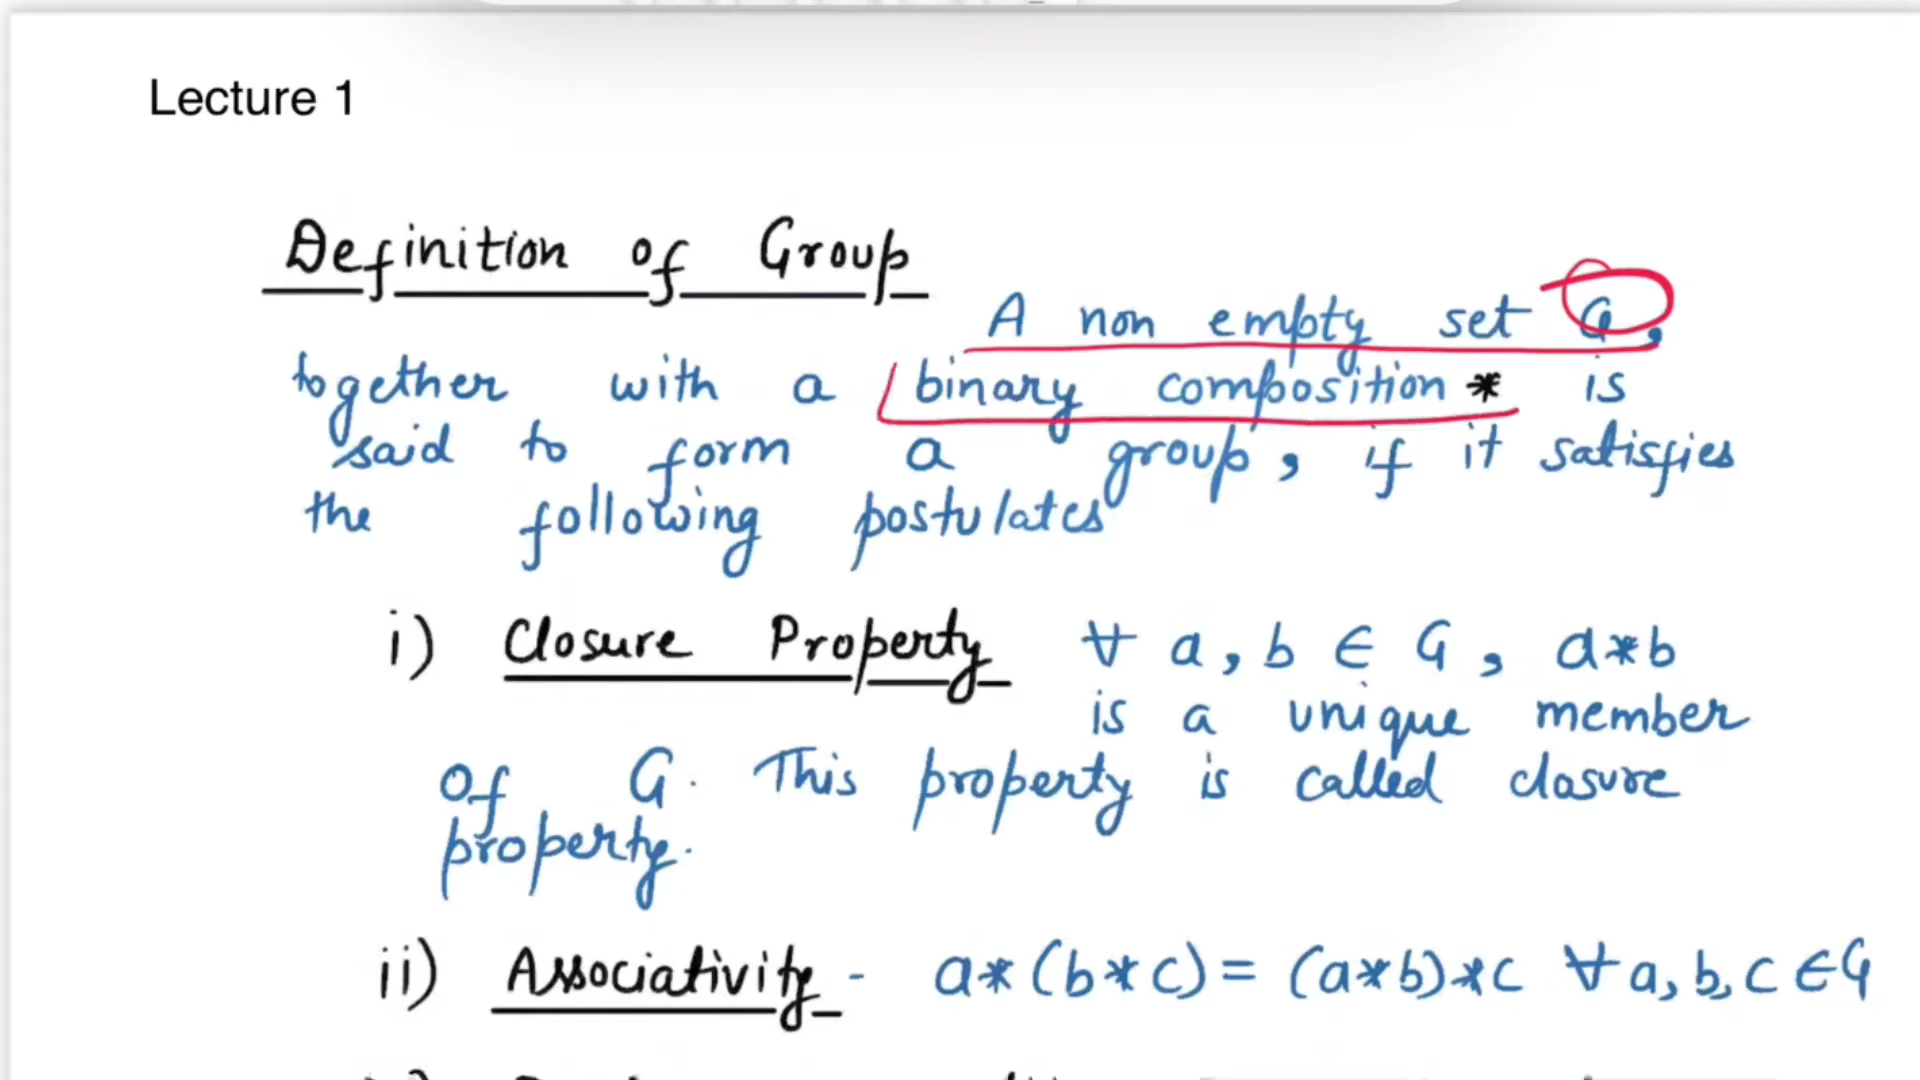 Lecture 1
Definition of Group
A non empty set G,
together with a binary composition * is
said to form a group, if it satisfies
the following postulates
i) Closure Property ∀ a, b ∈ G, a*b
is a unique member
of G. This property is called closure
property.
ii) Associativity - a*(b*c) = (a*b)*c ∀ a, b, c ∈ G